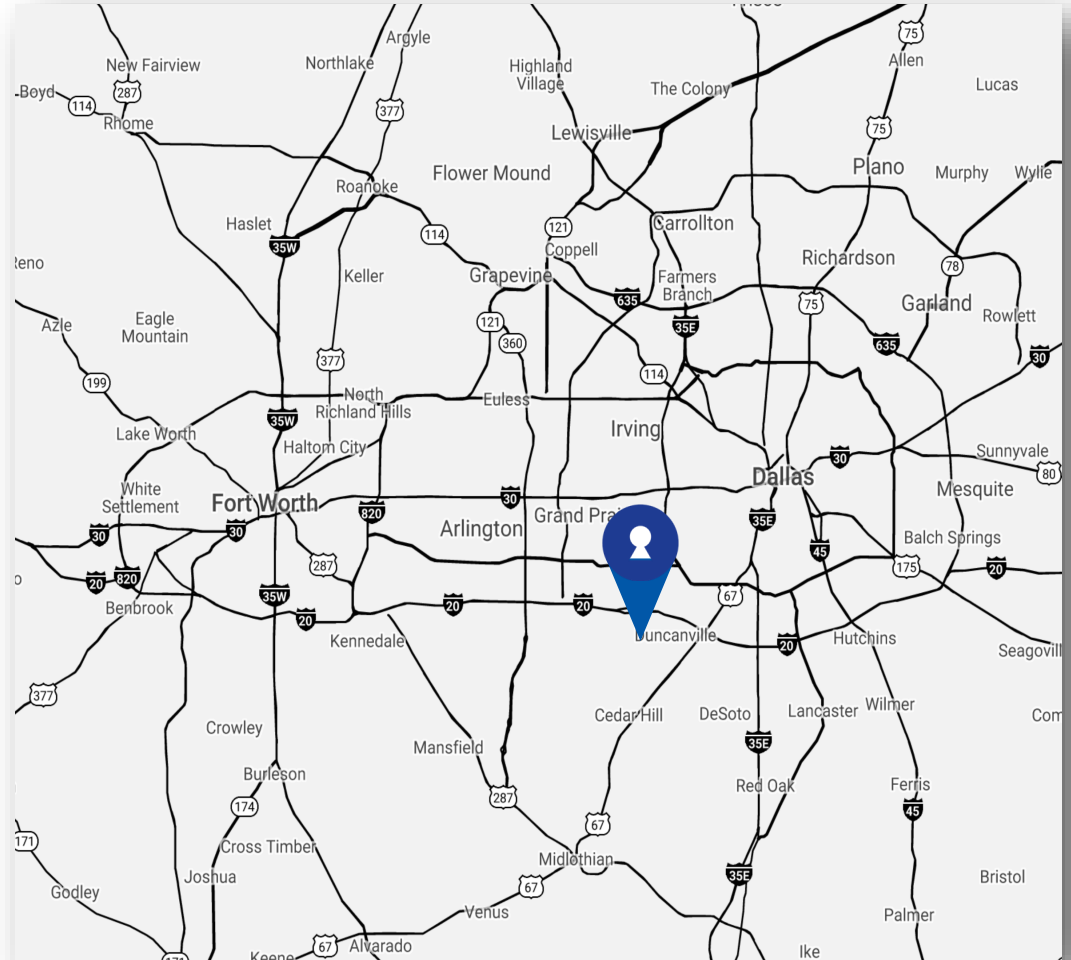 Argyle
75
New Fairview
Northlake
Highland
Village
Allen
Boyd
287
114
The Colony
Lucas
377
Rhome
75
Lewisville
Plano
Flower Mound
Murphy
Wylie
Roanoke
Haslet
121
Carrollton
114
35W
Coppell
Richardson
Reno
78
Keller
Grapevine
Farmers
Branch
635
75
Garland
Rowlett
Azle
Eagle
Mountain
121
35E
360
635
30
377
114
199
North
Richland Hills
Euless
35W
Irving
Lake Worth
Haltom City
Sunnyvale
30
80
Dallas
White
Settlement
Fort Worth
30
Mesquite
820
Arlington
Grand Prai
35E
30
30
45
Balch Springs
287
175
20
20
820
35W
67
Benbrook
20
20
20
Kennedale
Duncanville
20
Hutchins
Seagovill
377
Crowley
Cedar Hill
DeSoto
Lancaster
Wilmer
Com
Mansfield
35E
Burleson
Red Oak
Ferris
287
174
45
67
171
Cross Timber
Midlothian
35E
Joshua
Bristol
Godley
67
Venus
Palmer
67
Alvarado
Ike
Keene
171